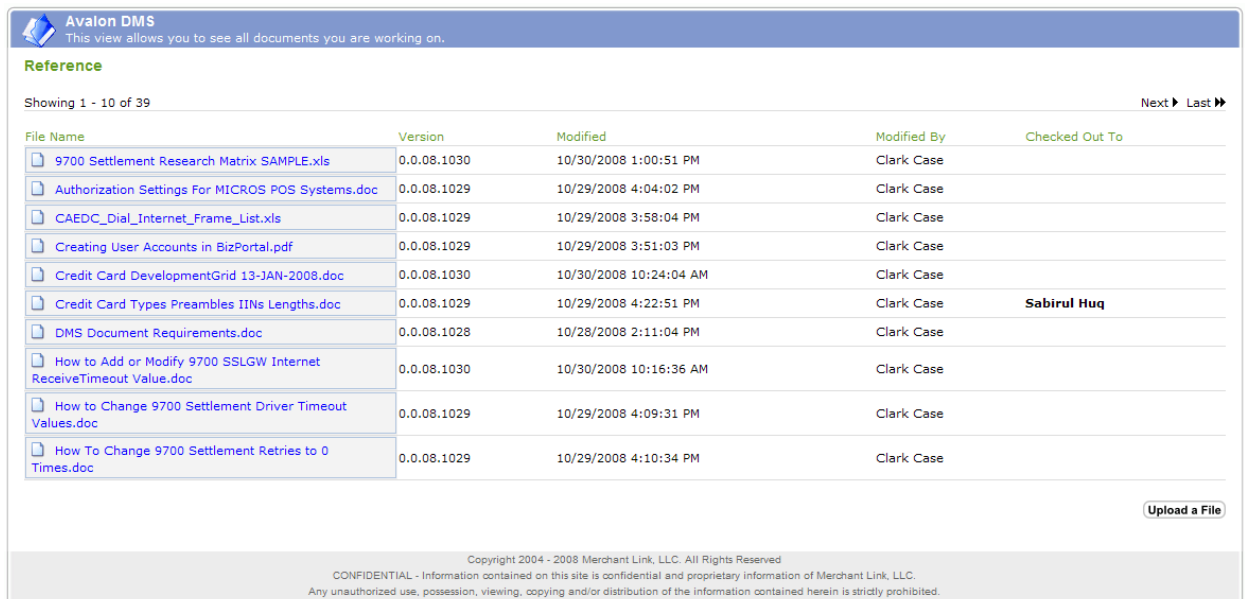 Avalon DMS
This view allows you to see all documents you are working on.
Reference
Showing 1 - 10 of 39 Next Last
File Name Version Modified Modified By Checked Out To
9700 Settlement Research Matrix SAMPLE.xls 0.0.08.1030 10/30/2008 1:00:51 PM Clark Case
Authorization Settings For MICROS POS Systems.doc 0.0.08.1029 10/29/2008 4:04:02 PM Clark Case
CAEDC_Dial_Internet_Frame_List.xls 0.0.08.1029 10/29/2008 3:58:04 PM Clark Case
Creating User Accounts in BizPortal.pdf 0.0.08.1029 10/29/2008 3:51:03 PM Clark Case
Credit Card DevelopmentGrid 13-JAN-2008.doc 0.0.08.1030 10/30/2008 10:24:04 AM Clark Case
Credit Card Types Preambles IINs Lengths.doc 0.0.08.1029 10/29/2008 4:22:51 PM Clark Case Sabirul Huq
DMS Document Requirements.doc 0.0.08.1028 10/28/2008 2:11:04 PM Clark Case
How to Add or Modify 9700 SSLGW Internet
ReceiveTimeout Value.doc 0.0.08.1030 10/30/2008 10:16:36 AM Clark Case
How to Change 9700 Settlement Driver Timeout
Values.doc 0.0.08.1029 10/29/2008 4:09:31 PM Clark Case
How To Change 9700 Settlement Retries to 0
Times.doc 0.0.08.1029 10/29/2008 4:10:34 PM Clark Case
Upload a File
Copyright 2004 - 2008 Merchant Link, LLC. All Rights Reserved
CONFIDENTIAL - Information contained on this site is confidential and proprietary information of Merchant Link, LLC.
Any unauthorized use, possession, viewing, copying and/or distribution of the information contained herein is strictly prohibited.